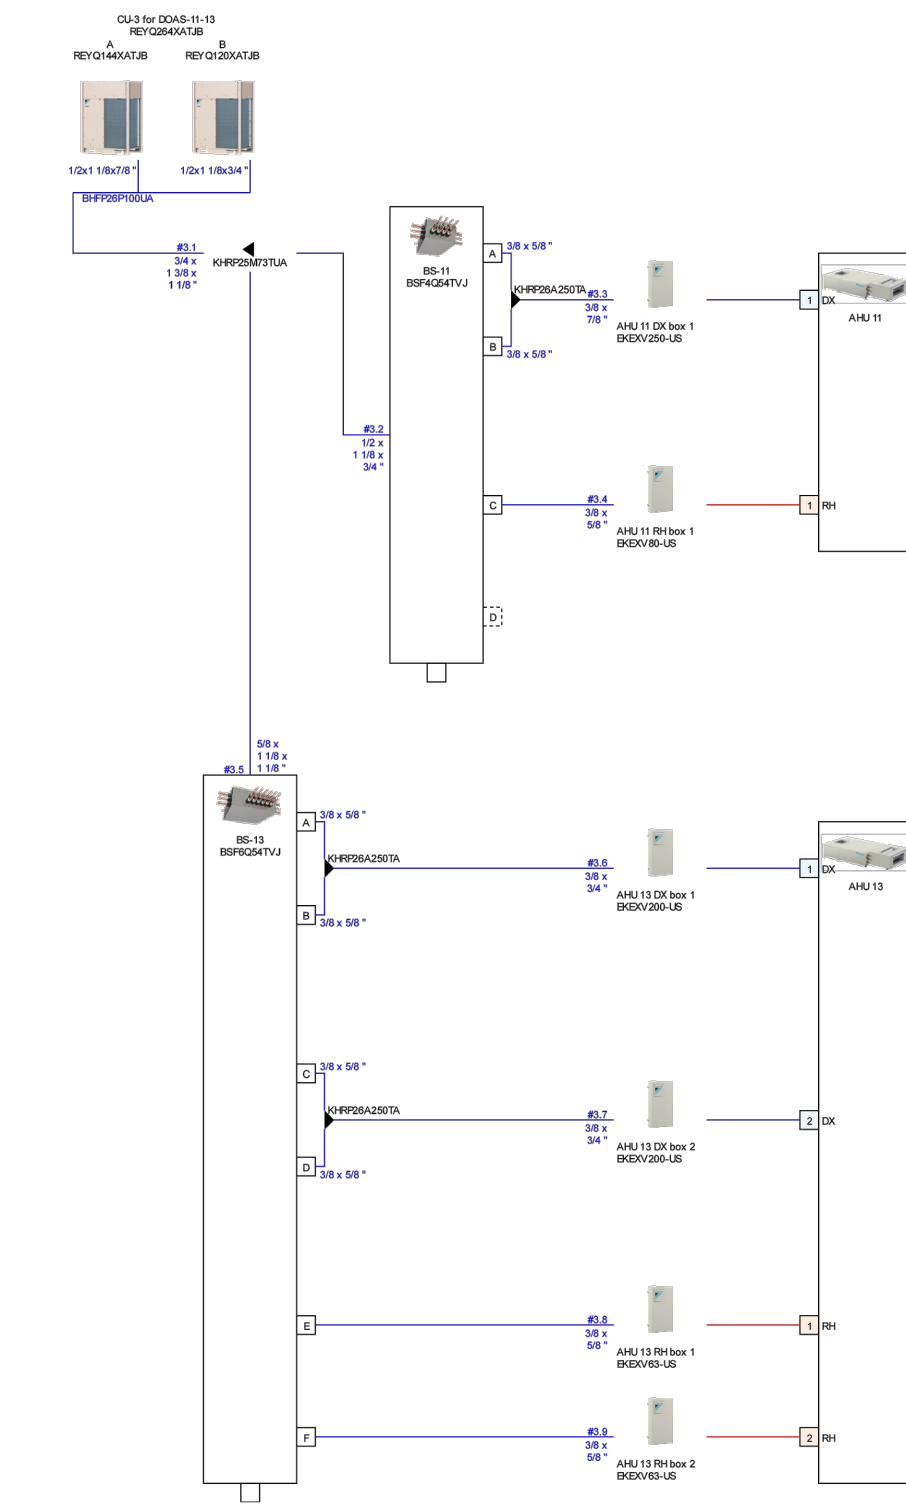 CU-3 for DOAS-11-13
REYQ264XATJB
A
REYQ144XATJB
B
REYQ120XATJB
1/2x1 1/8x7/8 "
1/2x1 1/8x3/4 "
BHFP26P100UA
#3.1
3/4 x
1 3/8 x
1 1/8 "
KHRP25M73TUA
BS-11
BSF4Q54TVJ
A
3/8 x 5/8 "
KHRP26A250TA
B
3/8 x 5/8 "
#3.3
3/8 x
7/8 "
AHU 11 DX box 1
EKEXV250-US
1
DX
AHU 11
#3.2
1/2 x
1 1/8 x
3/4 "
C
#3.4
3/8 x
5/8 "
AHU 11 RH box 1
EKEXV80-US
1
RH
D
5/8 x
1 1/8 x
1 1/8 "
#3.5
BS-13
BSF6Q54TVJ
A
3/8 x 5/8 "
KHRP26A250TA
B
3/8 x 5/8 "
#3.6
3/8 x
3/4 "
AHU 13 DX box 1
EKEXV200-US
1
DX
AHU 13
C
3/8 x 5/8 "
KHRP26A250TA
D
3/8 x 5/8 "
#3.7
3/8 x
3/4 "
AHU 13 DX box 2
EKEXV200-US
2
DX
E
#3.8
3/8 x
5/8 "
AHU 13 RH box 1
EKEXV63-US
1
RH
F
#3.9
3/8 x
5/8 "
AHU 13 RH box 2
EKEXV63-US
2
RH